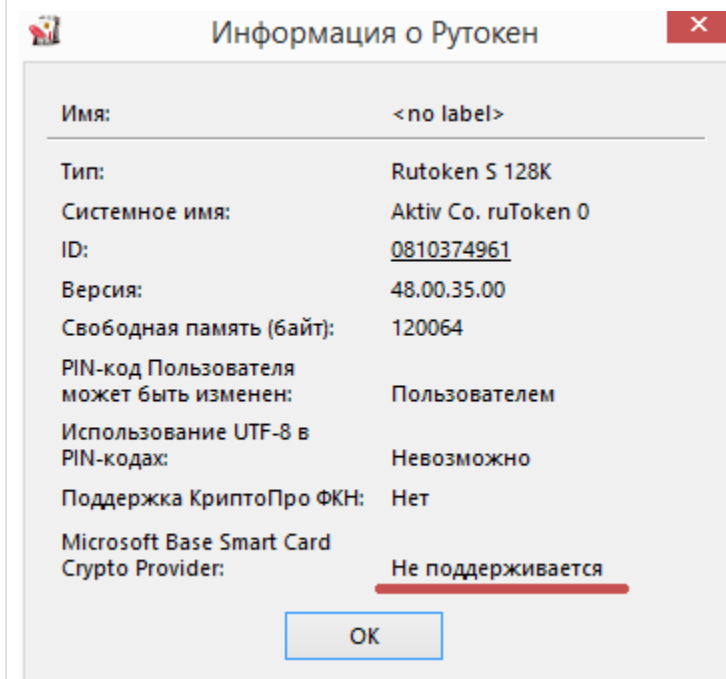 Информация о Рутокен
Имя: <no label>
Тип: Rutoken S 128K
Системное имя: Aktiv Co. ruToken 0
ID: 0810374961
Версия: 48.00.35.00
Свободная память (байт): 120064
PIN-код Пользователя
может быть изменен: Пользователем
Использование UTF-8 в
PIN-кодах: Невозможно
Поддержка КриптоПро ФКН: Нет
Microsoft Base Smart Card
Crypto Provider: Не поддерживается
ОК